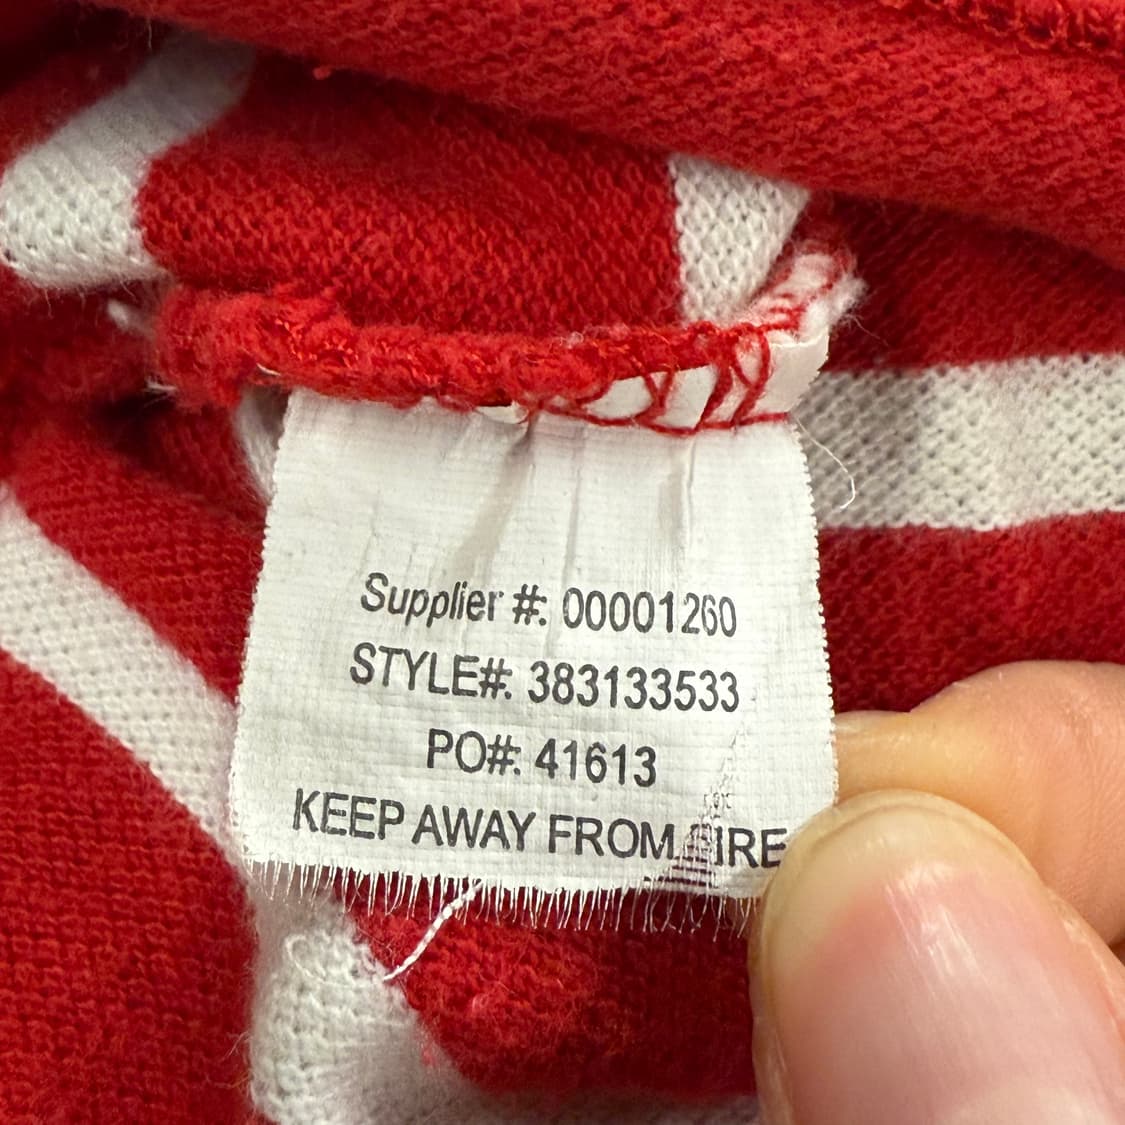 Supplier #: 00001260
STYLE#: 383133533
PO#: 41613
KEEP AWAY FROM FIRE